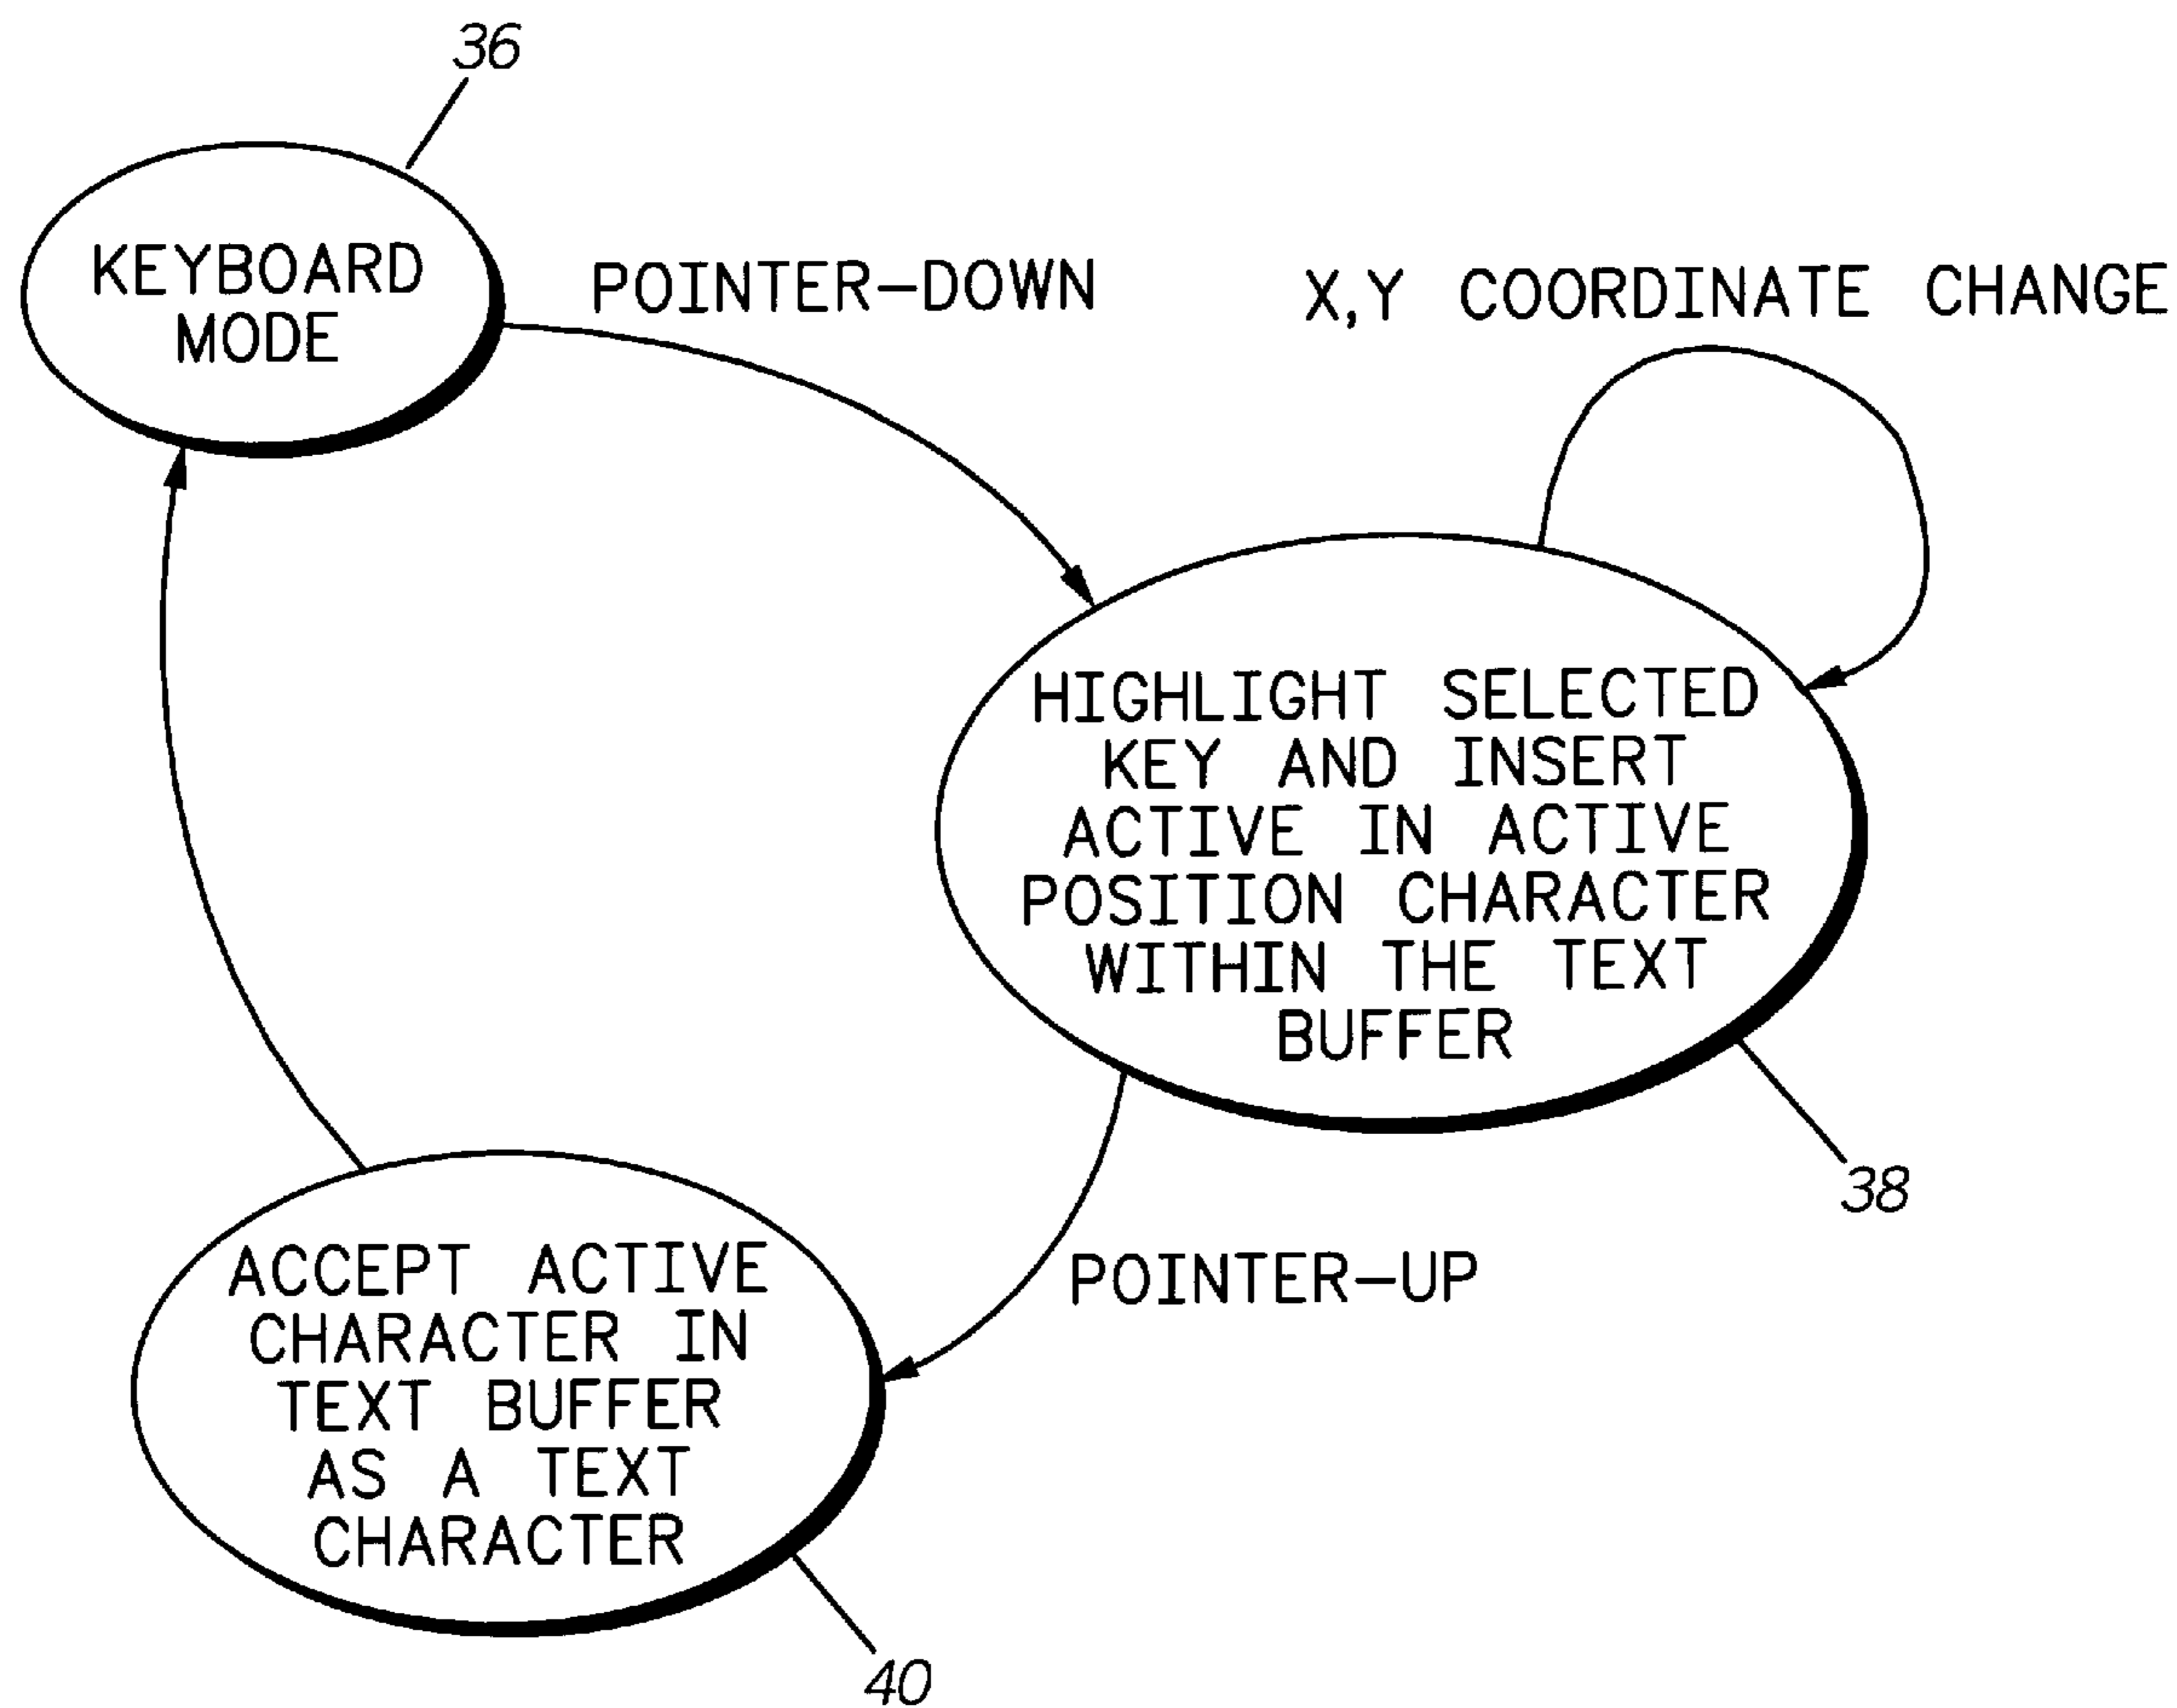 36
KEYBOARD
MODE
POINTER-DOWN
X,Y COORDINATE CHANGE
HIGHLIGHT SELECTED
KEY AND INSERT
ACTIVE IN ACTIVE
POSITION CHARACTER
WITHIN THE TEXT
BUFFER
38
POINTER-UP
ACCEPT ACTIVE
CHARACTER IN
TEXT BUFFER
AS A TEXT
CHARACTER
40